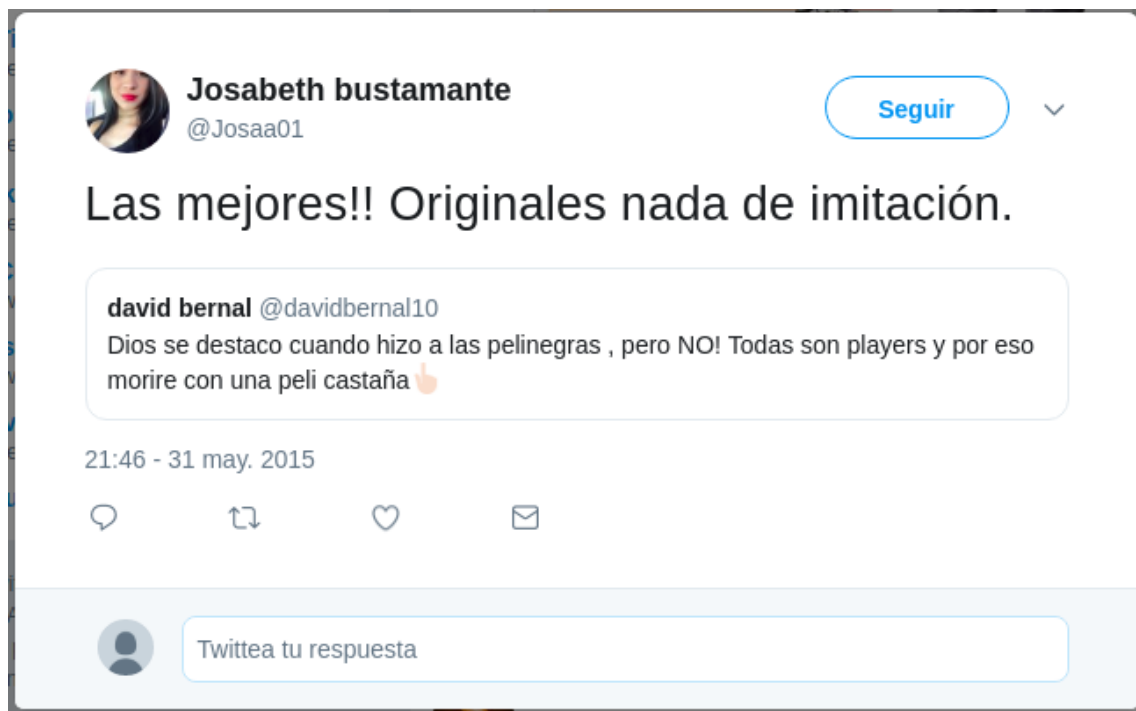 Josabeth bustamante
@Josaa01
Seguir
Las mejores!! Originales nada de imitación.
david bernal @davidbernal10
Dios se destaco cuando hizo a las pelinegras , pero NO! Todas son players y por eso
morire con una peli castaña👆🏻
21:46 - 31 may. 2015
Twittea tu respuesta